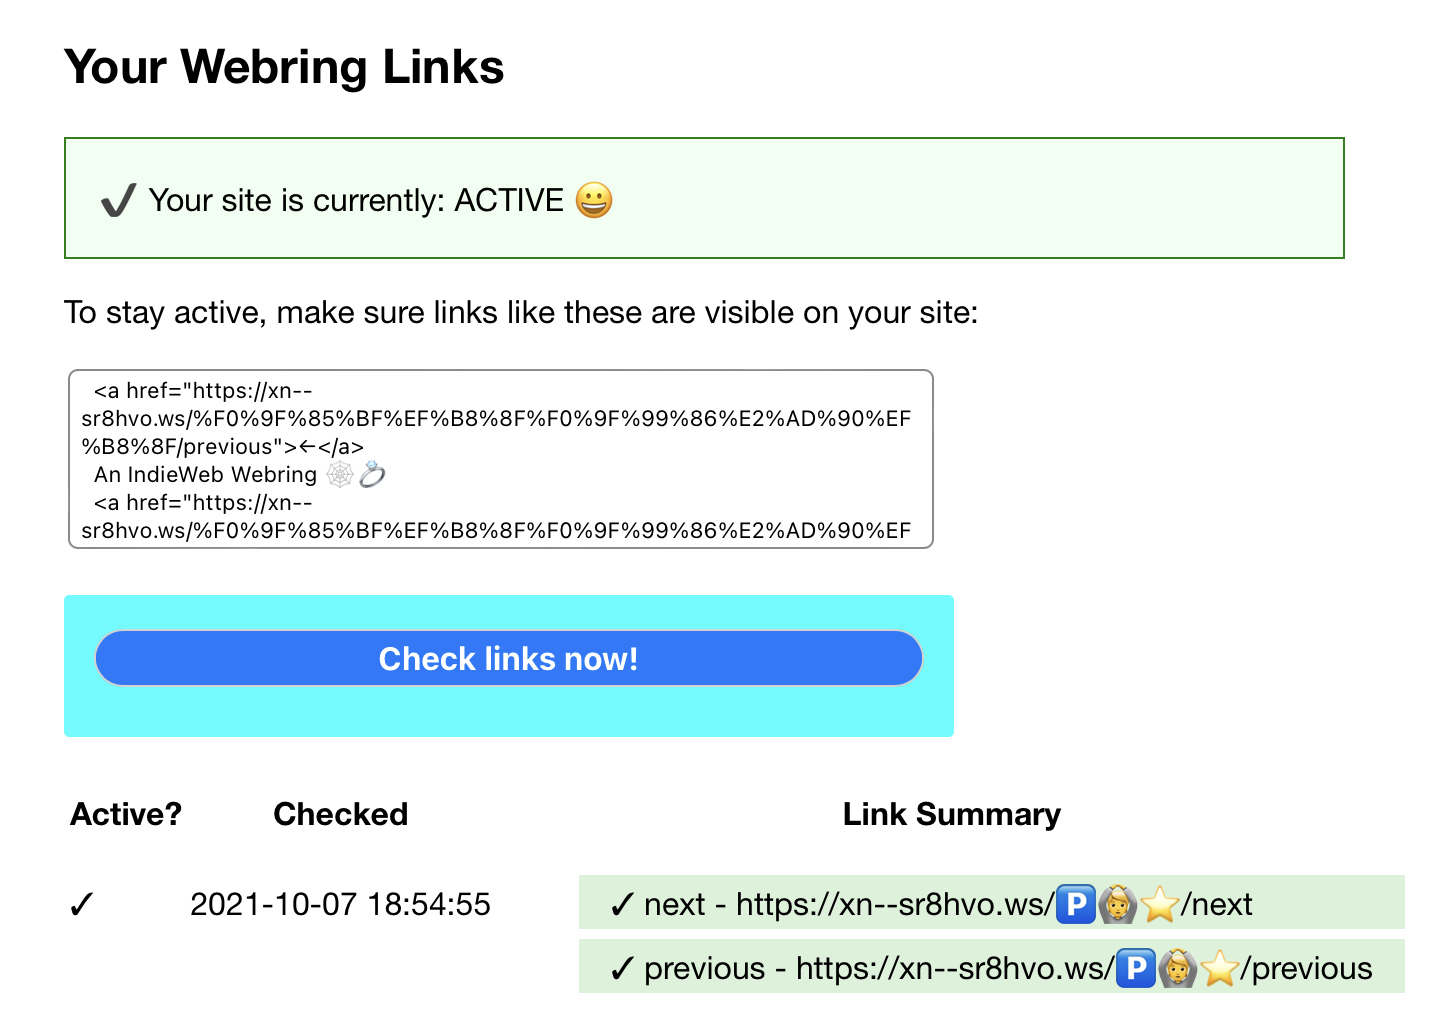 Your Webring Links
✔️ Your site is currently: ACTIVE 😀
To stay active, make sure links like these are visible on your site:
<a href="https://xn--
sr8hvo.ws/%F0%9F%85%BF%EF%B8%8F%F0%9F%99%86%E2%AD%90%EF
%B8%8F/previous">←</a>
An IndieWeb Webring 🕸💍
<a href="https://xn--
sr8hvo.ws/%F0%9F%85%BF%EF%B8%8F%F0%9F%99%86%E2%AD%90%EF
Check links now!
Active? Checked Link Summary
✓ 2021-10-07 18:54:55 ✓ next - https://xn--sr8hvo.ws/🅿️🙆⭐️/next
✓ previous - https://xn--sr8hvo.ws/🅿️🙆⭐️/previous